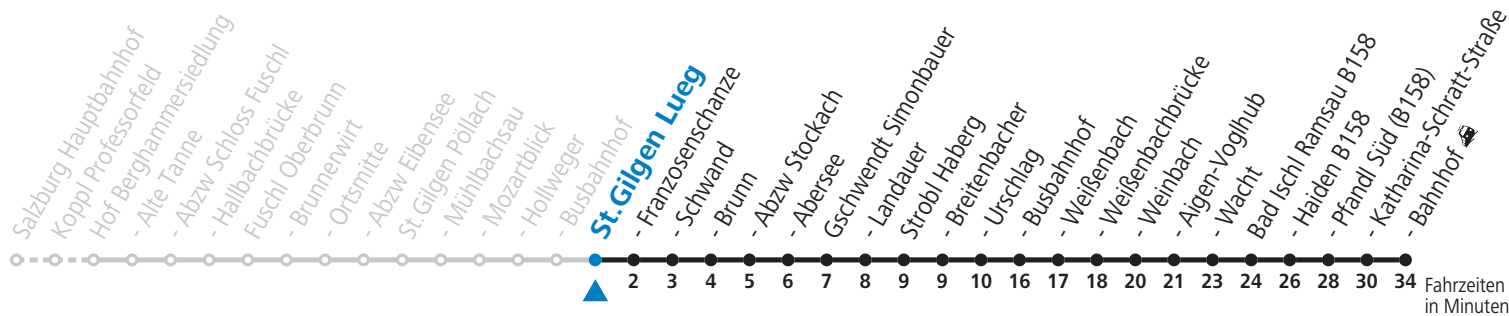 Salzburg Hauptbahnhof
Koppl Professorfeld
Hof Berghammersiedlung
- Alte Tanne
- Abzw Schloss Fuschl
- Hallbachbrücke
Fuschl Oberbrunn
- Brunnerwirt
- Ortsmitte
- Abzw Eibensee
St.Gilgen Pöllach
- Mühlbachsau
- Mozartblick
- Hollweger
- Busbahnhof
St.Gilgen Lueg
- Franzosenschanze
- Schwand
- Brunn
- Abzw Stockach
- Abersee
Gschwendt Simonbauer
- Landauer
Strobl Haberg
- Breitenbacher
- Urschlag
- Busbahnhof
- Weißenbach
- Weißenbachbrücke
- Weinbach
- Aigen-Voglhub
- Wacht
Bad Ischl Ramsau B158
- Haiden B158
- Pfandl Süd (B158)
- Katharina-Schratt-Straße
- Bahnhof
2 3 4 5 6 7 8 9 9 10 16 17 18 20 21 23 24 26 28 30 34
Fahrzeiten
in Minuten